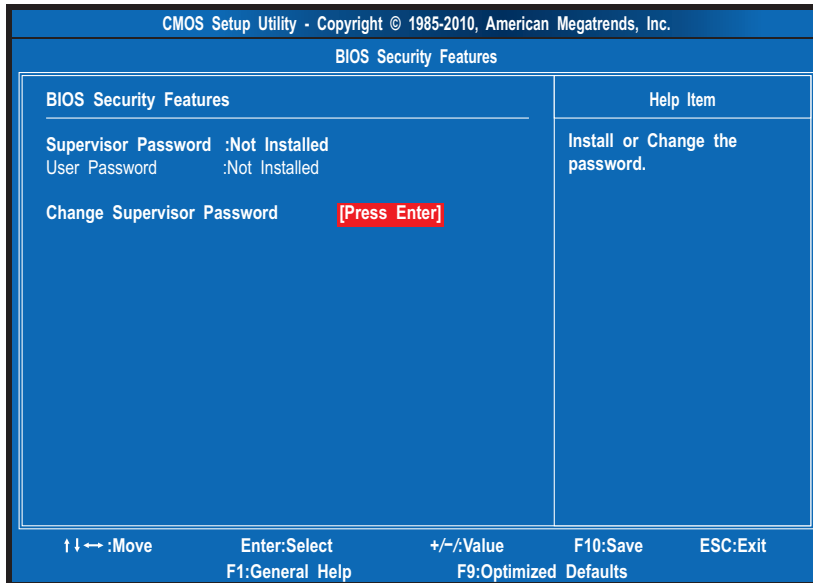 CMOS Setup Utility - Copyright © 1985-2010, American Megatrends, Inc.
BIOS Security Features
BIOS Security Features
Supervisor Password :Not Installed
User Password :Not Installed
Change Supervisor Password [Press Enter]
Help Item
Install or Change the
password.
↑↓↔ :Move Enter:Select +/−/:Value F10:Save ESC:Exit
F1:General Help F9:Optimized Defaults